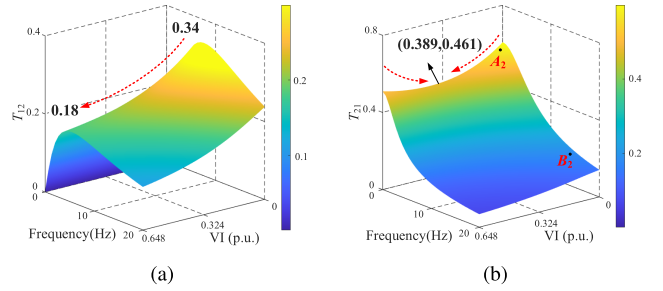 0.4
0.34
0.2
0.18
T12
0
0
10
20
Frequency(Hz)
0.648
0.324
0
VI (p.u.)
0.2
0.1
(a)
0.8
(0.389,0.461)
A2
0.4
T21
B2
0
0
10
20
Frequency(Hz)
0.648
0.324
0
VI (p.u.)
0.4
0.2
(b)